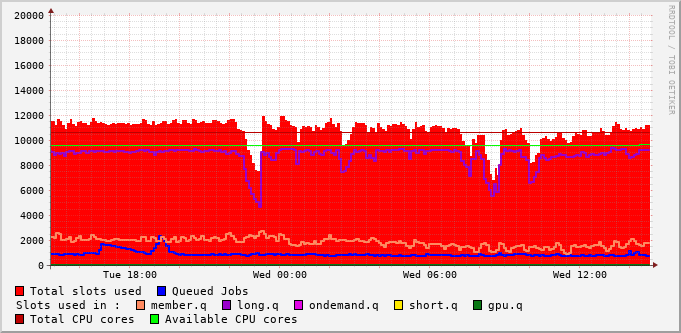 20000
18000
16000
14000
12000
10000
8000
6000
4000
2000
0
Tue 18:00 Wed 00:00 Wed 06:00 Wed 12:00
RRDTOOL / TOBI OETIKER
Total slots used Queued Jobs
Slots used in : member.q long.q ondemand.q short.q gpu.q
Total CPU cores Available CPU cores